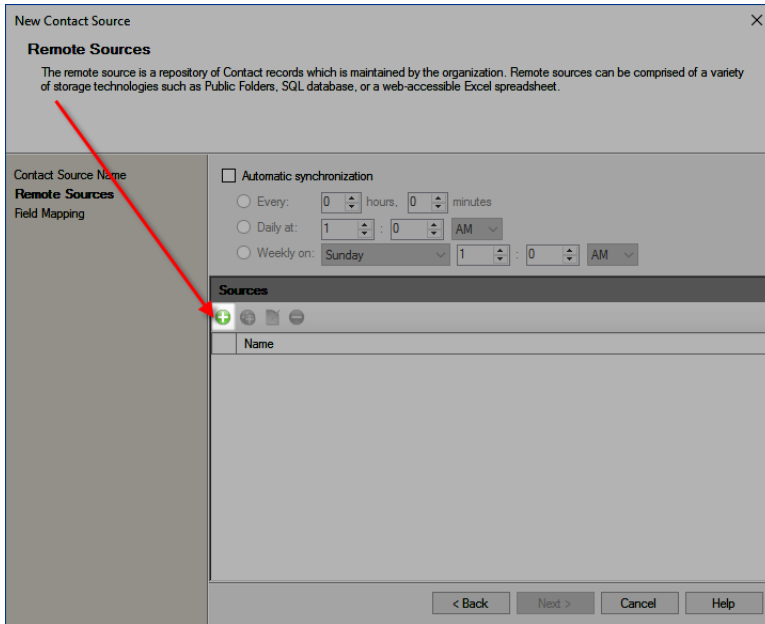 New Contact Source
Remote Sources
The remote source is a repository of Contact records which is maintained by the organization. Remote sources can be comprised of a variety
of storage technologies such as Public Folders, SQL database, or a web-accessible Excel spreadsheet.
Contact Source Name
Remote Sources
Field Mapping
Automatic synchronization
Every: 0 hours, 0 minutes
Daily at: 1 : 0 AM
Weekly on: Sunday 1 : 0 AM
Sources
Name
< Back Next > Cancel Help